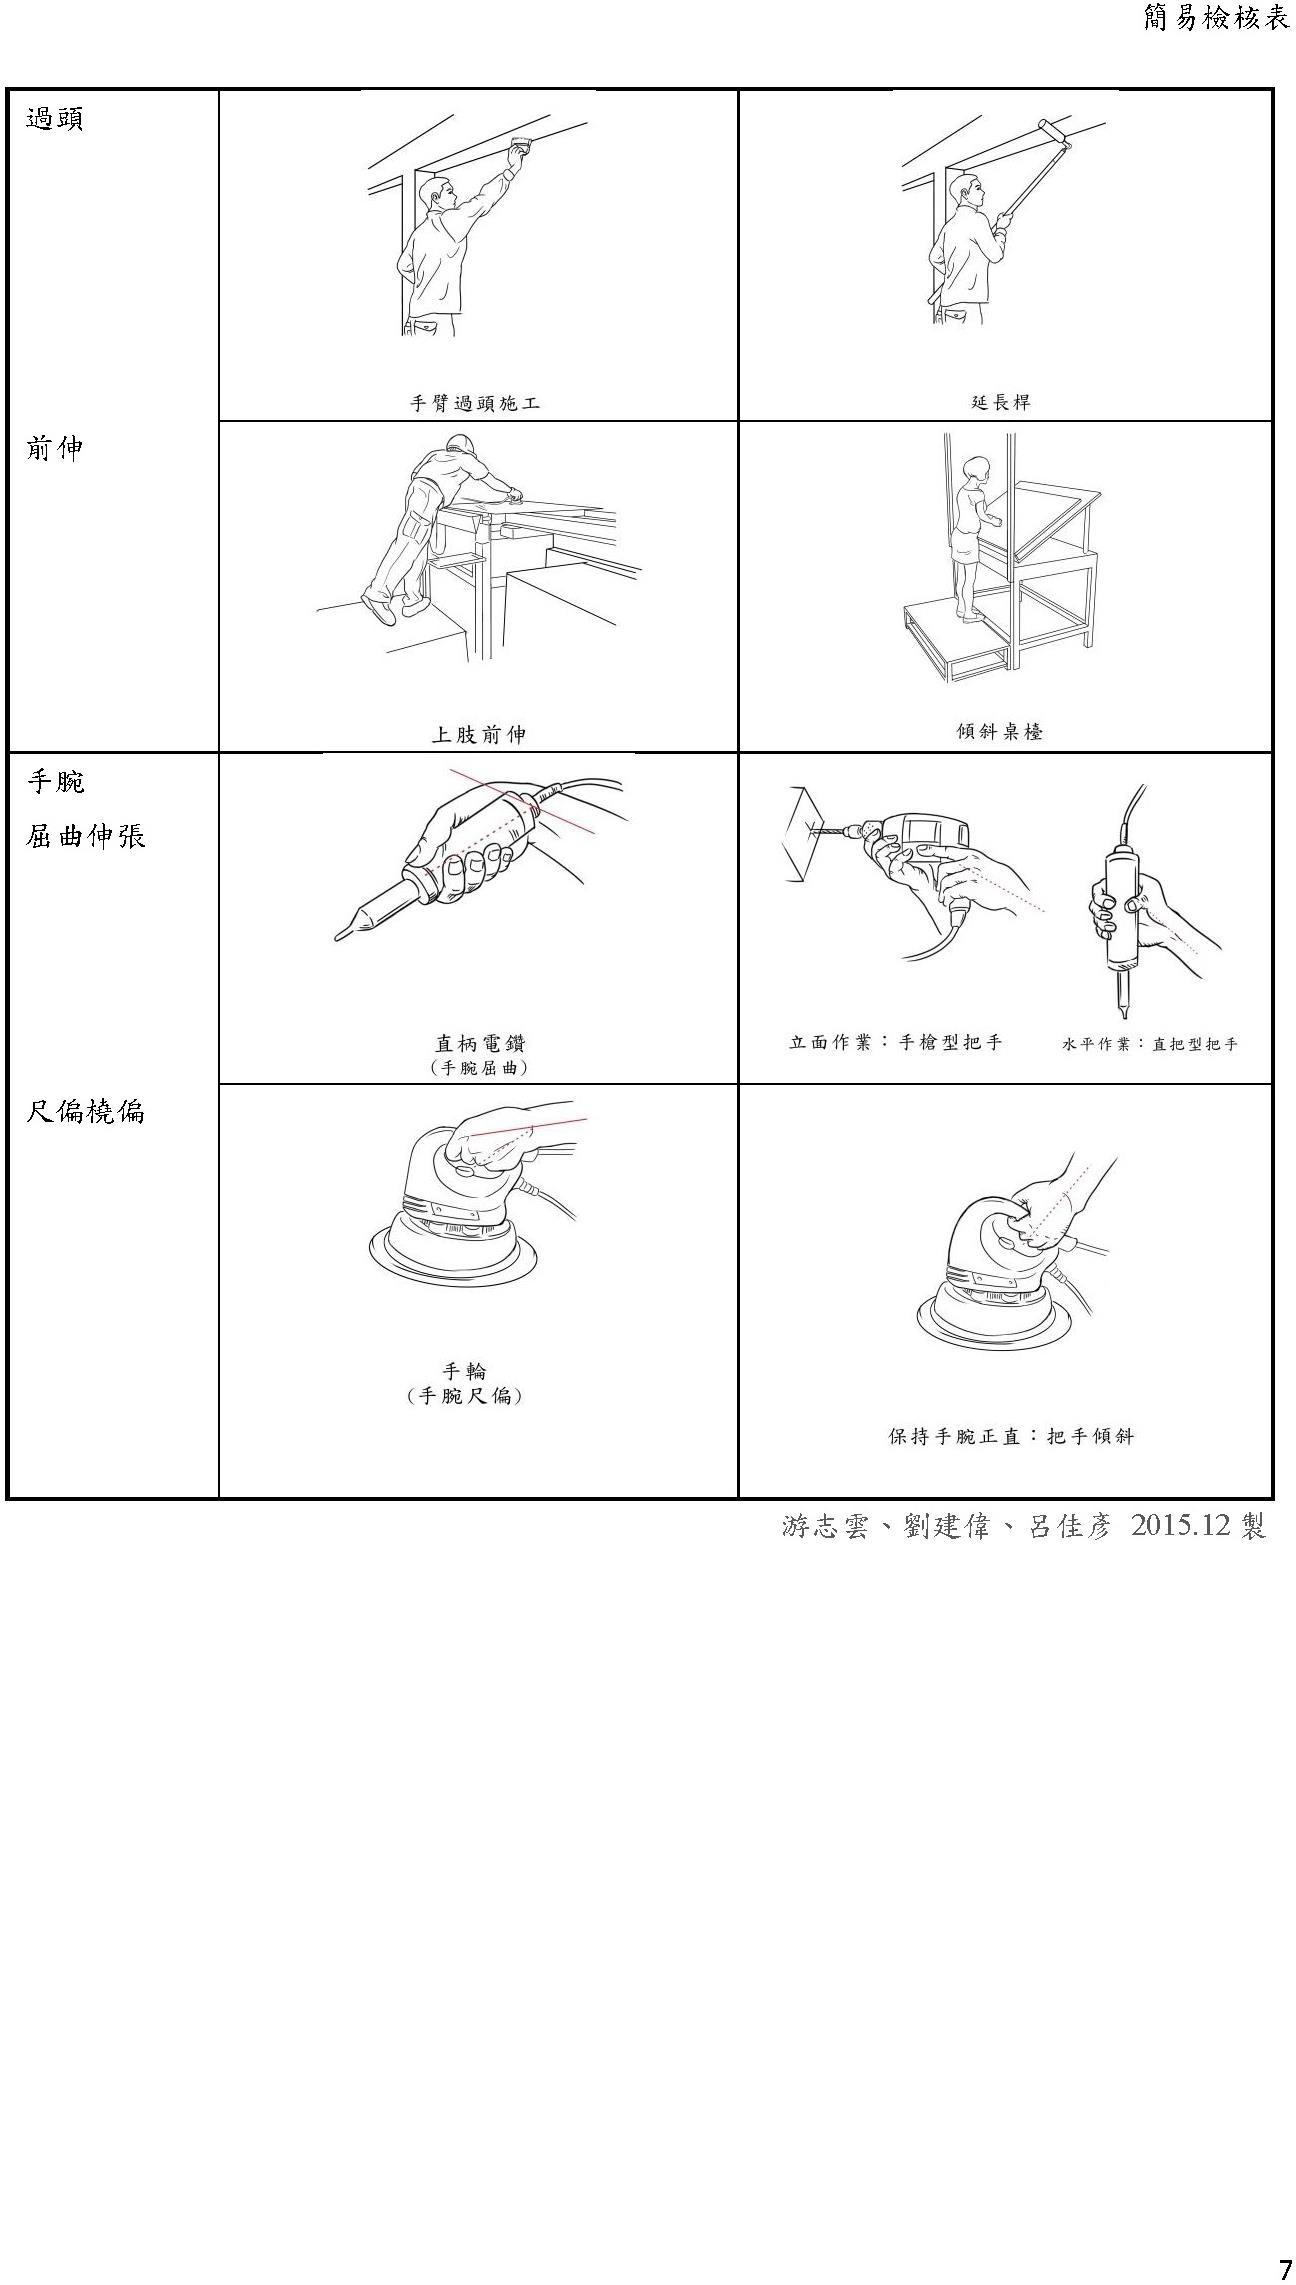 簡易檢核表
過頭
手臂過頭施工
延長桿
前伸
上肢前伸
傾斜桌檯
手腕
屈曲伸張
直柄電鑽
(手腕屈曲)
立面作業：手槍型把手
水平作業：直把型把手
尺偏橈偏
手輪
(手腕尺偏)
保持手腕正直：把手傾斜
游志雲、劉建偉、呂佳彥 2015.12 製
7